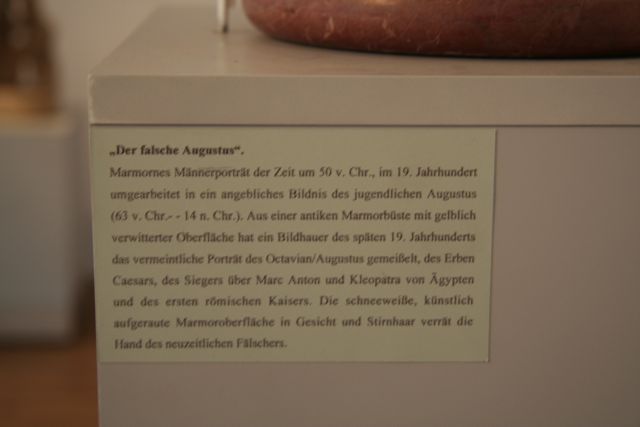 „Der falsche Augustus“.
Marmornes Männerporträt der Zeit um 50 v. Chr., im 19. Jahrhundert
umgearbeitet in ein angebliches Bildnis des jugendlichen Augustus
(63 v. Chr.- - 14 n. Chr.). Aus einer antiken Marmorbüste mit gelblich
verwitterter Oberfläche hat ein Bildhauer des späten 19. Jahrhunderts
das vermeintliche Porträt des Octavian/Augustus gemeißelt, des Erben
Caesars, des Siegers über Marc Anton und Kleopatra von Ägypten
und des ersten römischen Kaisers. Die schneeweiße, künstlich
aufgeraute Marmoroberfläche in Gesicht und Stirnhaar verrät die
Hand des neuzeitlichen Fälschers.